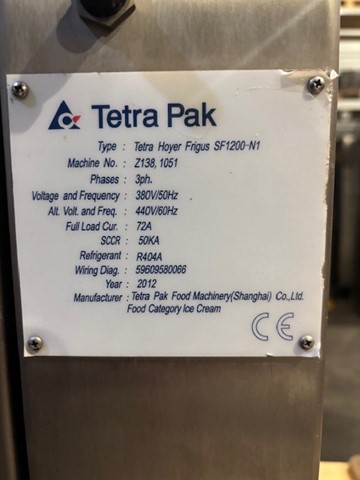 Tetra Pak
Type : Tetra Hoyer Frigus SF1200-N1
Machine No. : Z138, 1051
Phases : 3ph.
Voltage and Frequency : 380V/50Hz
Alt. Volt. and Freq. : 440V/60Hz
Full Load Cur. : 72A
SCCR : 50KA
Refrigerant : R404A
Wiring Diag. : 59609580066
Year : 2012
Manufacturer : Tetra Pak Food Machinery(Shanghai) Co.,Ltd.
Food Category Ice Cream
CE